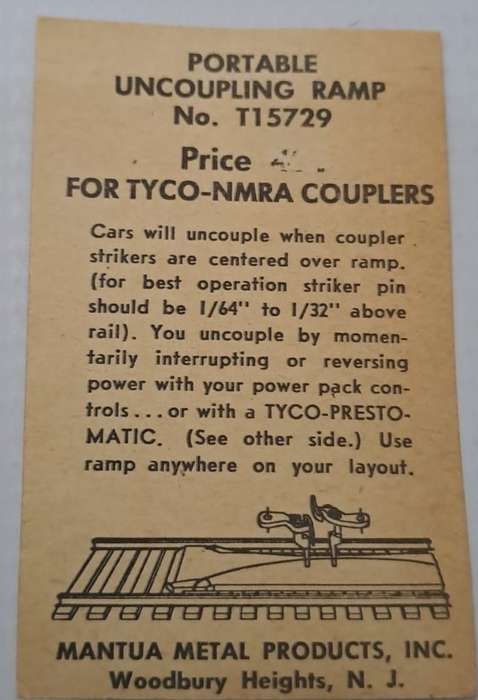 PORTABLE
UNCOUPLING RAMP
No. T15729
Price
FOR TYCO-NMRA COUPLERS
Cars will uncouple when coupler
strikers are centered over ramp.
(for best operation striker pin
should be 1/64" to 1/32" above
rail). You uncouple by momen-
tarily interrupting or reversing
power with your power pack con-
trols...or with a TYCO-PRESTO-
MATIC. (See other side.) Use
ramp anywhere on your layout.
MANTUA METAL PRODUCTS, INC.
Woodbury Heights, N. J.